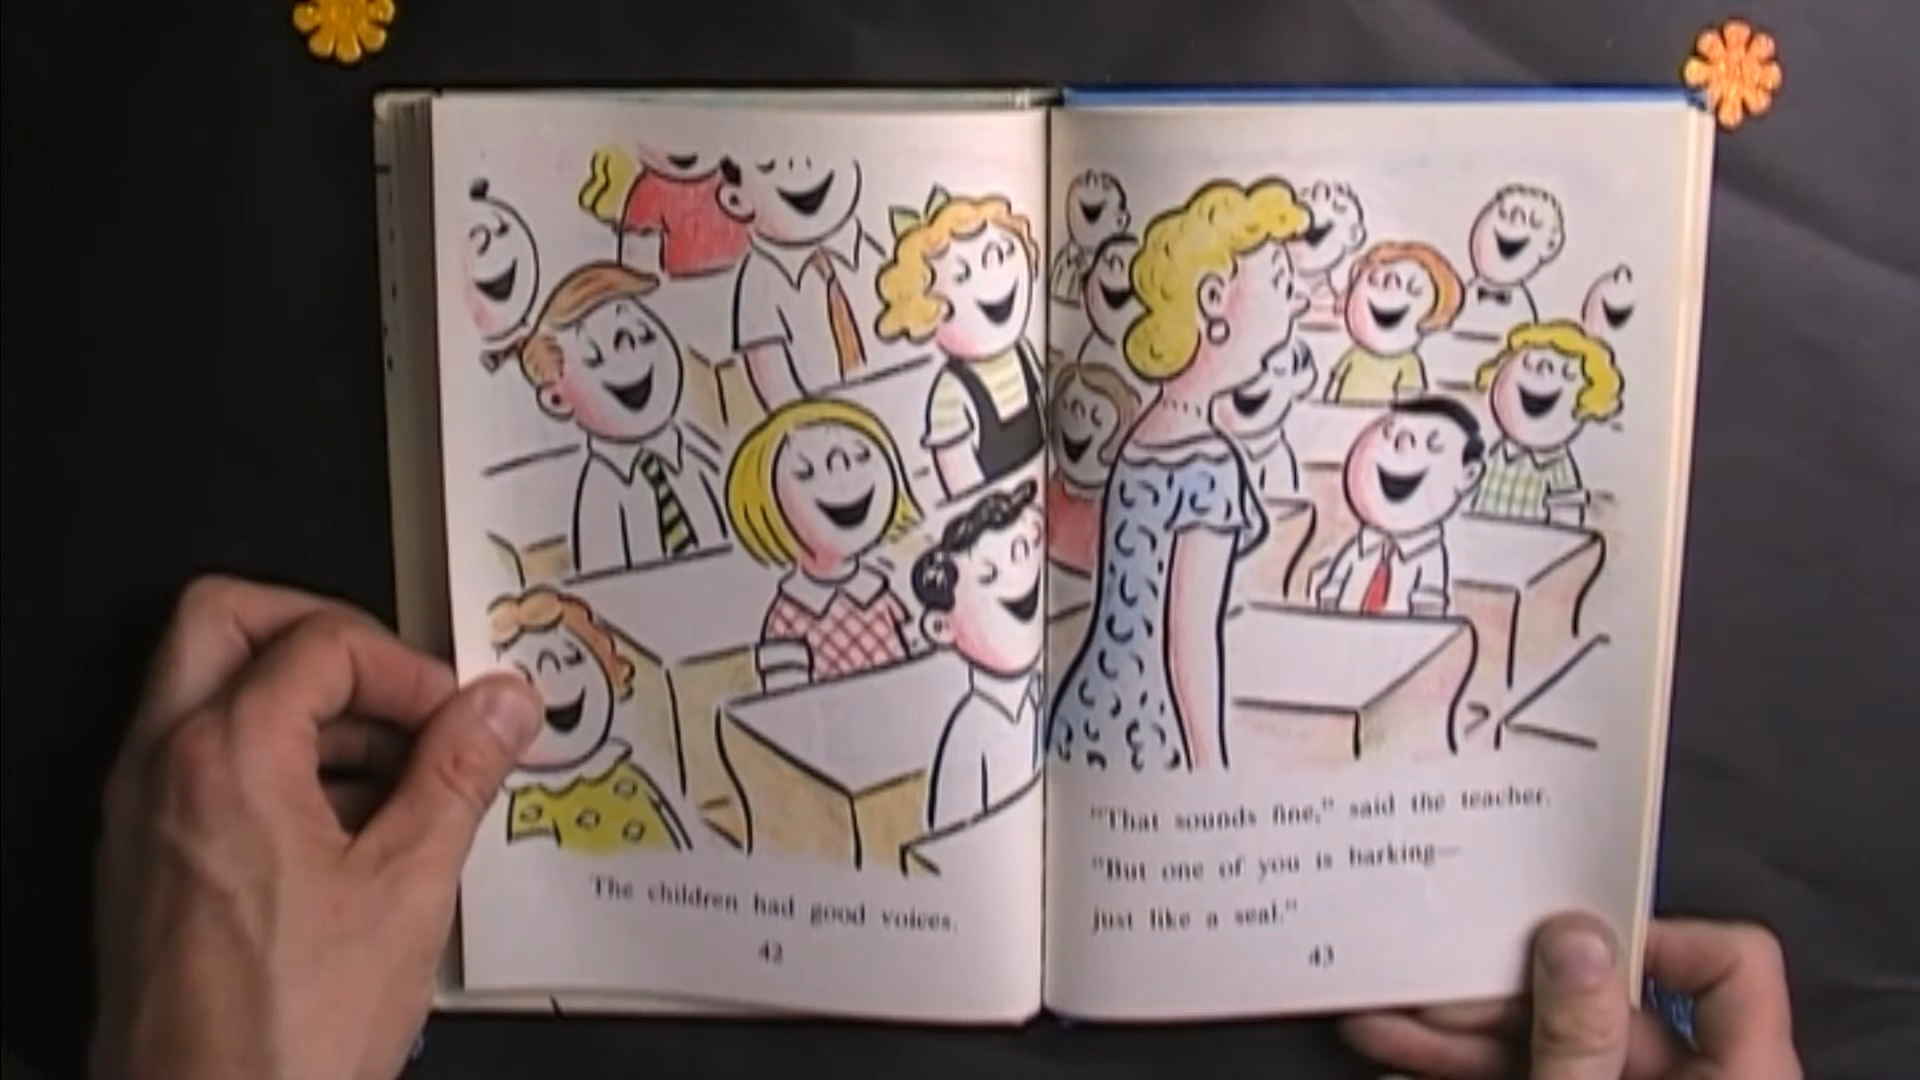 The children had good voices.
42
"That sounds fine," said the teacher.
"But one of you is barking—
just like a seal."
43